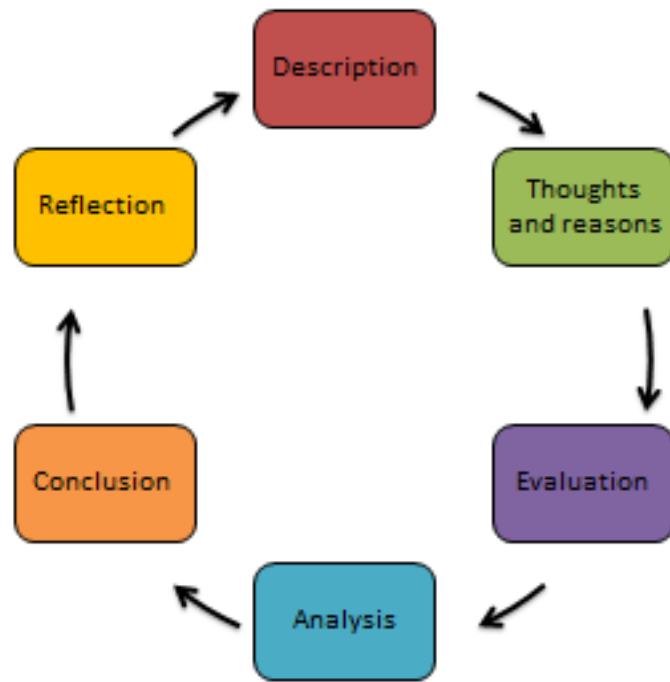 Description
Thoughts
and reasons
Evaluation
Analysis
Conclusion
Reflection